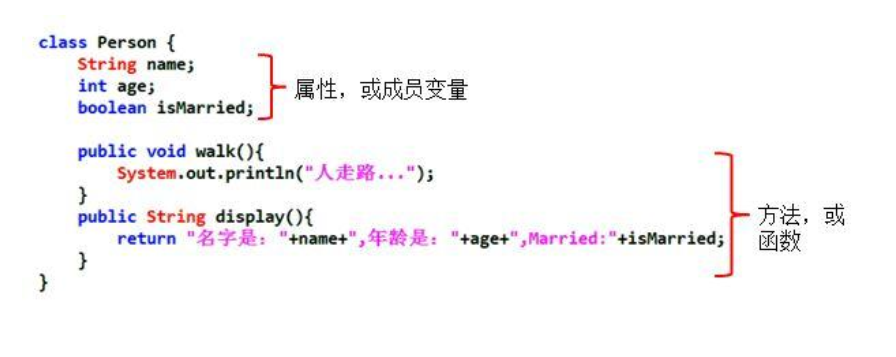 class Person {
String name;
int age;
boolean isMarried;
属性，或成员变量
public void walk(){
System.out.println("人走路...");
}
public String display(){
return "名字是："+name+",年龄是："+age+",Married:"+isMarried;
}
}
方法，或
函数